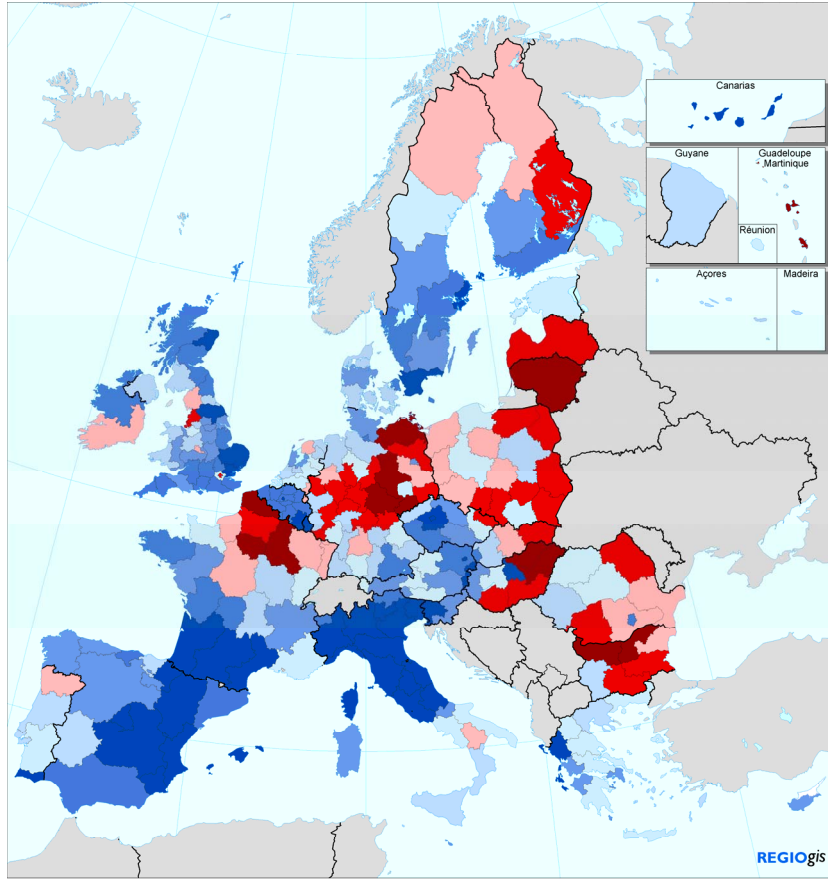 Canarias
Guyane
Guadeloupe
Martinique
Réunion
Açores
Madeira
REGIOgis